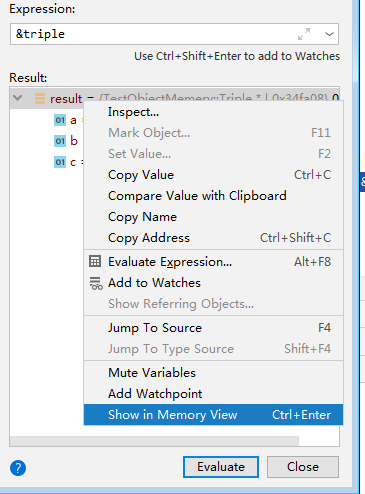 Expression:
&triple
Use Ctrl+Shift+Enter to add to Watches
Result:
result = {TestObjectMemery::Triple * | 0x34fa08} 0
01 a =
01 b
01 c =
Inspect...
Mark Object... F11
Set Value... F2
Copy Value Ctrl+C
Compare Value with Clipboard
Copy Name
Copy Address Ctrl+Shift+C
Evaluate Expression... Alt+F8
Add to Watches
Show Referring Objects...
Jump To Source F4
Jump To Type Source Shift+F4
Mute Variables
Add Watchpoint
Show in Memory View Ctrl+Enter
? Evaluate Close